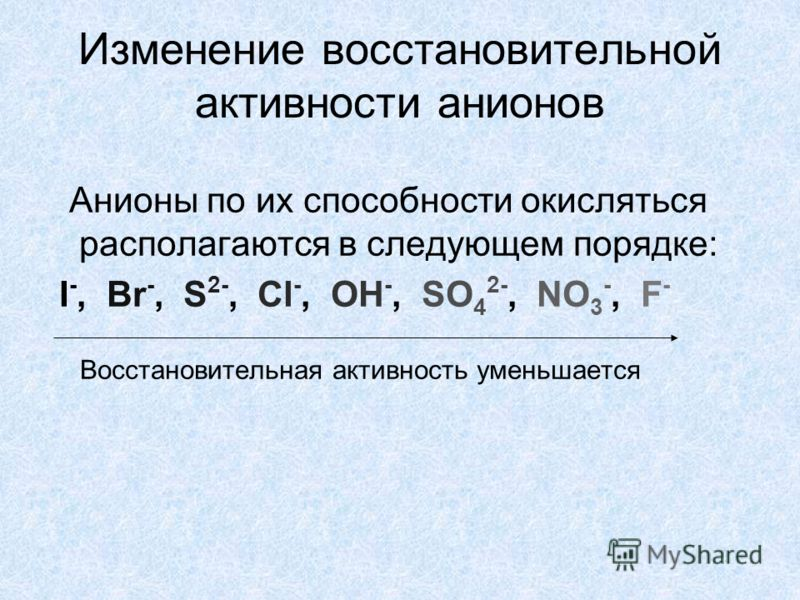 Изменение восстановительной
активности анионов
Анионы по их способности окисляться
располагаются в следующем порядке:
I⁻, Br⁻, S²⁻, Cl⁻, OH⁻, SO₄²⁻, NO₃⁻, F⁻
Восстановительная активность уменьшается
MyShared